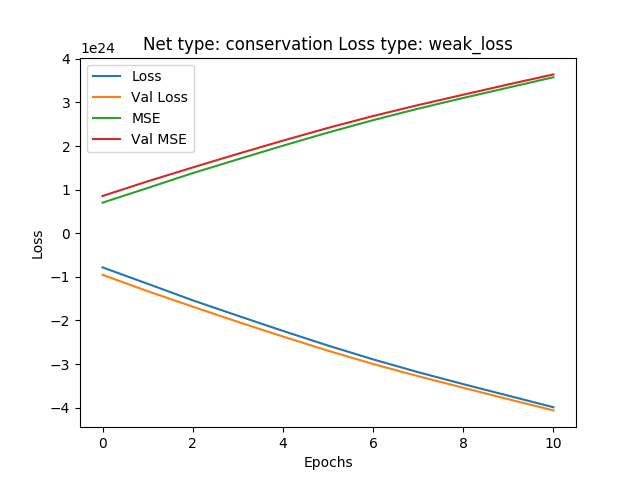 Net type: conservation Loss type: weak_loss
1e24
4
3
2
1
0
−1
−2
−3
−4
Loss
Loss
Val Loss
MSE
Val MSE
0
2
4
6
8
10
Epochs